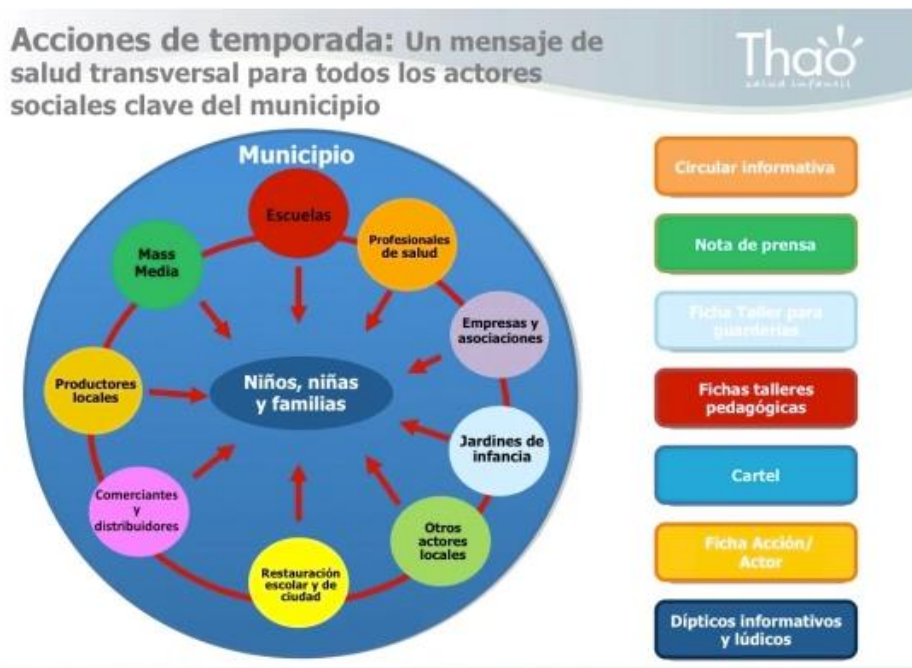 Acciones de temporada: Un mensaje de
salud transversal para todos los actores
sociales clave del municipio
Thaò
salud infantil
Municipio
Escuelas
Profesionales
de salud
Mass
Media
Empresas y
asociaciones
Productores
locales
Niños, niñas
y familias
Jardines de
infancia
Comerciantes
y
distribuidores
Otros
actores
locales
Restauración
escolar y de
ciudad
Circular informativa
Nota de prensa
Ficha Taller para
guarderías
Fichas talleres
pedagógicas
Cartel
Ficha Acción/
Actor
Dípticos informativos
y lúdicos